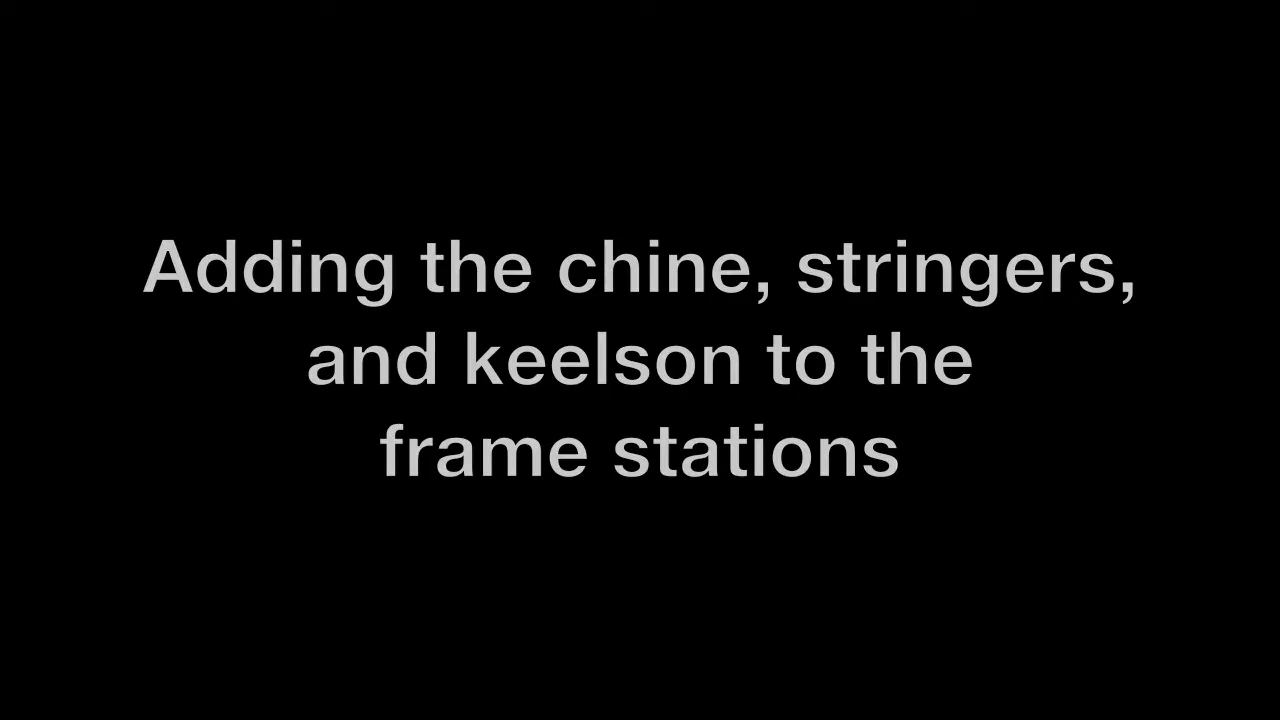 Adding the chine, stringers,
and keelson to the
frame stations